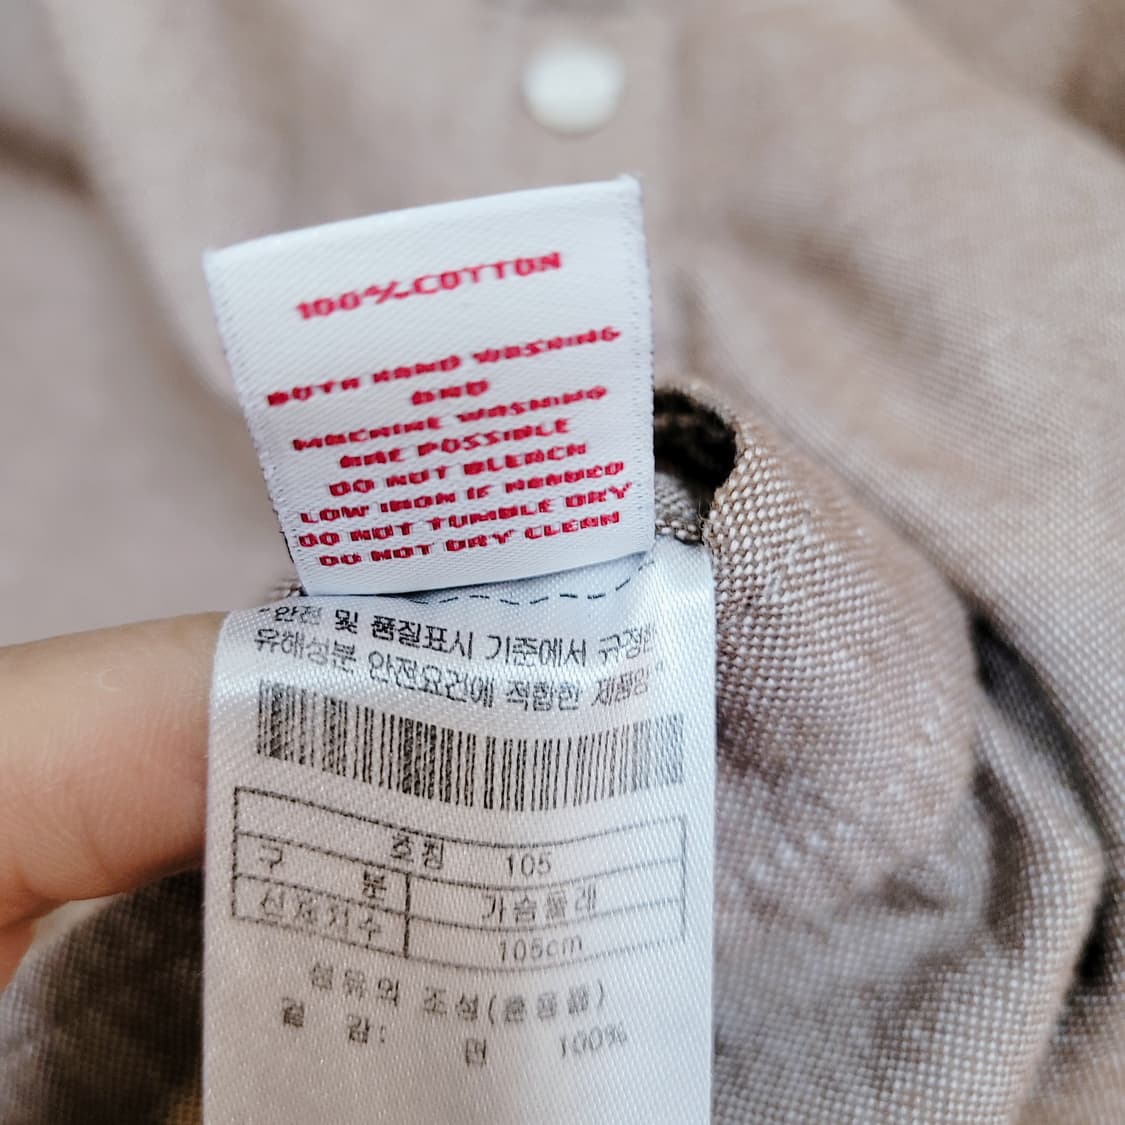 100% COTTON
BOTH HAND WASHING
AND
MACHINE WASHING
ARE POSSIBLE
DO NOT BLEACH
LOW IRON IF NEEDED
DO NOT TUMBLE DRY
DO NOT DRY CLEAN
"안전 및 품질표시 기준에서 규정한
유해성분 안전요건에 적합한 제품임"
호칭 105
구 분 가슴둘레
신체치수 105cm
섬유의 조성(혼용률)
겉 감: 면 100%